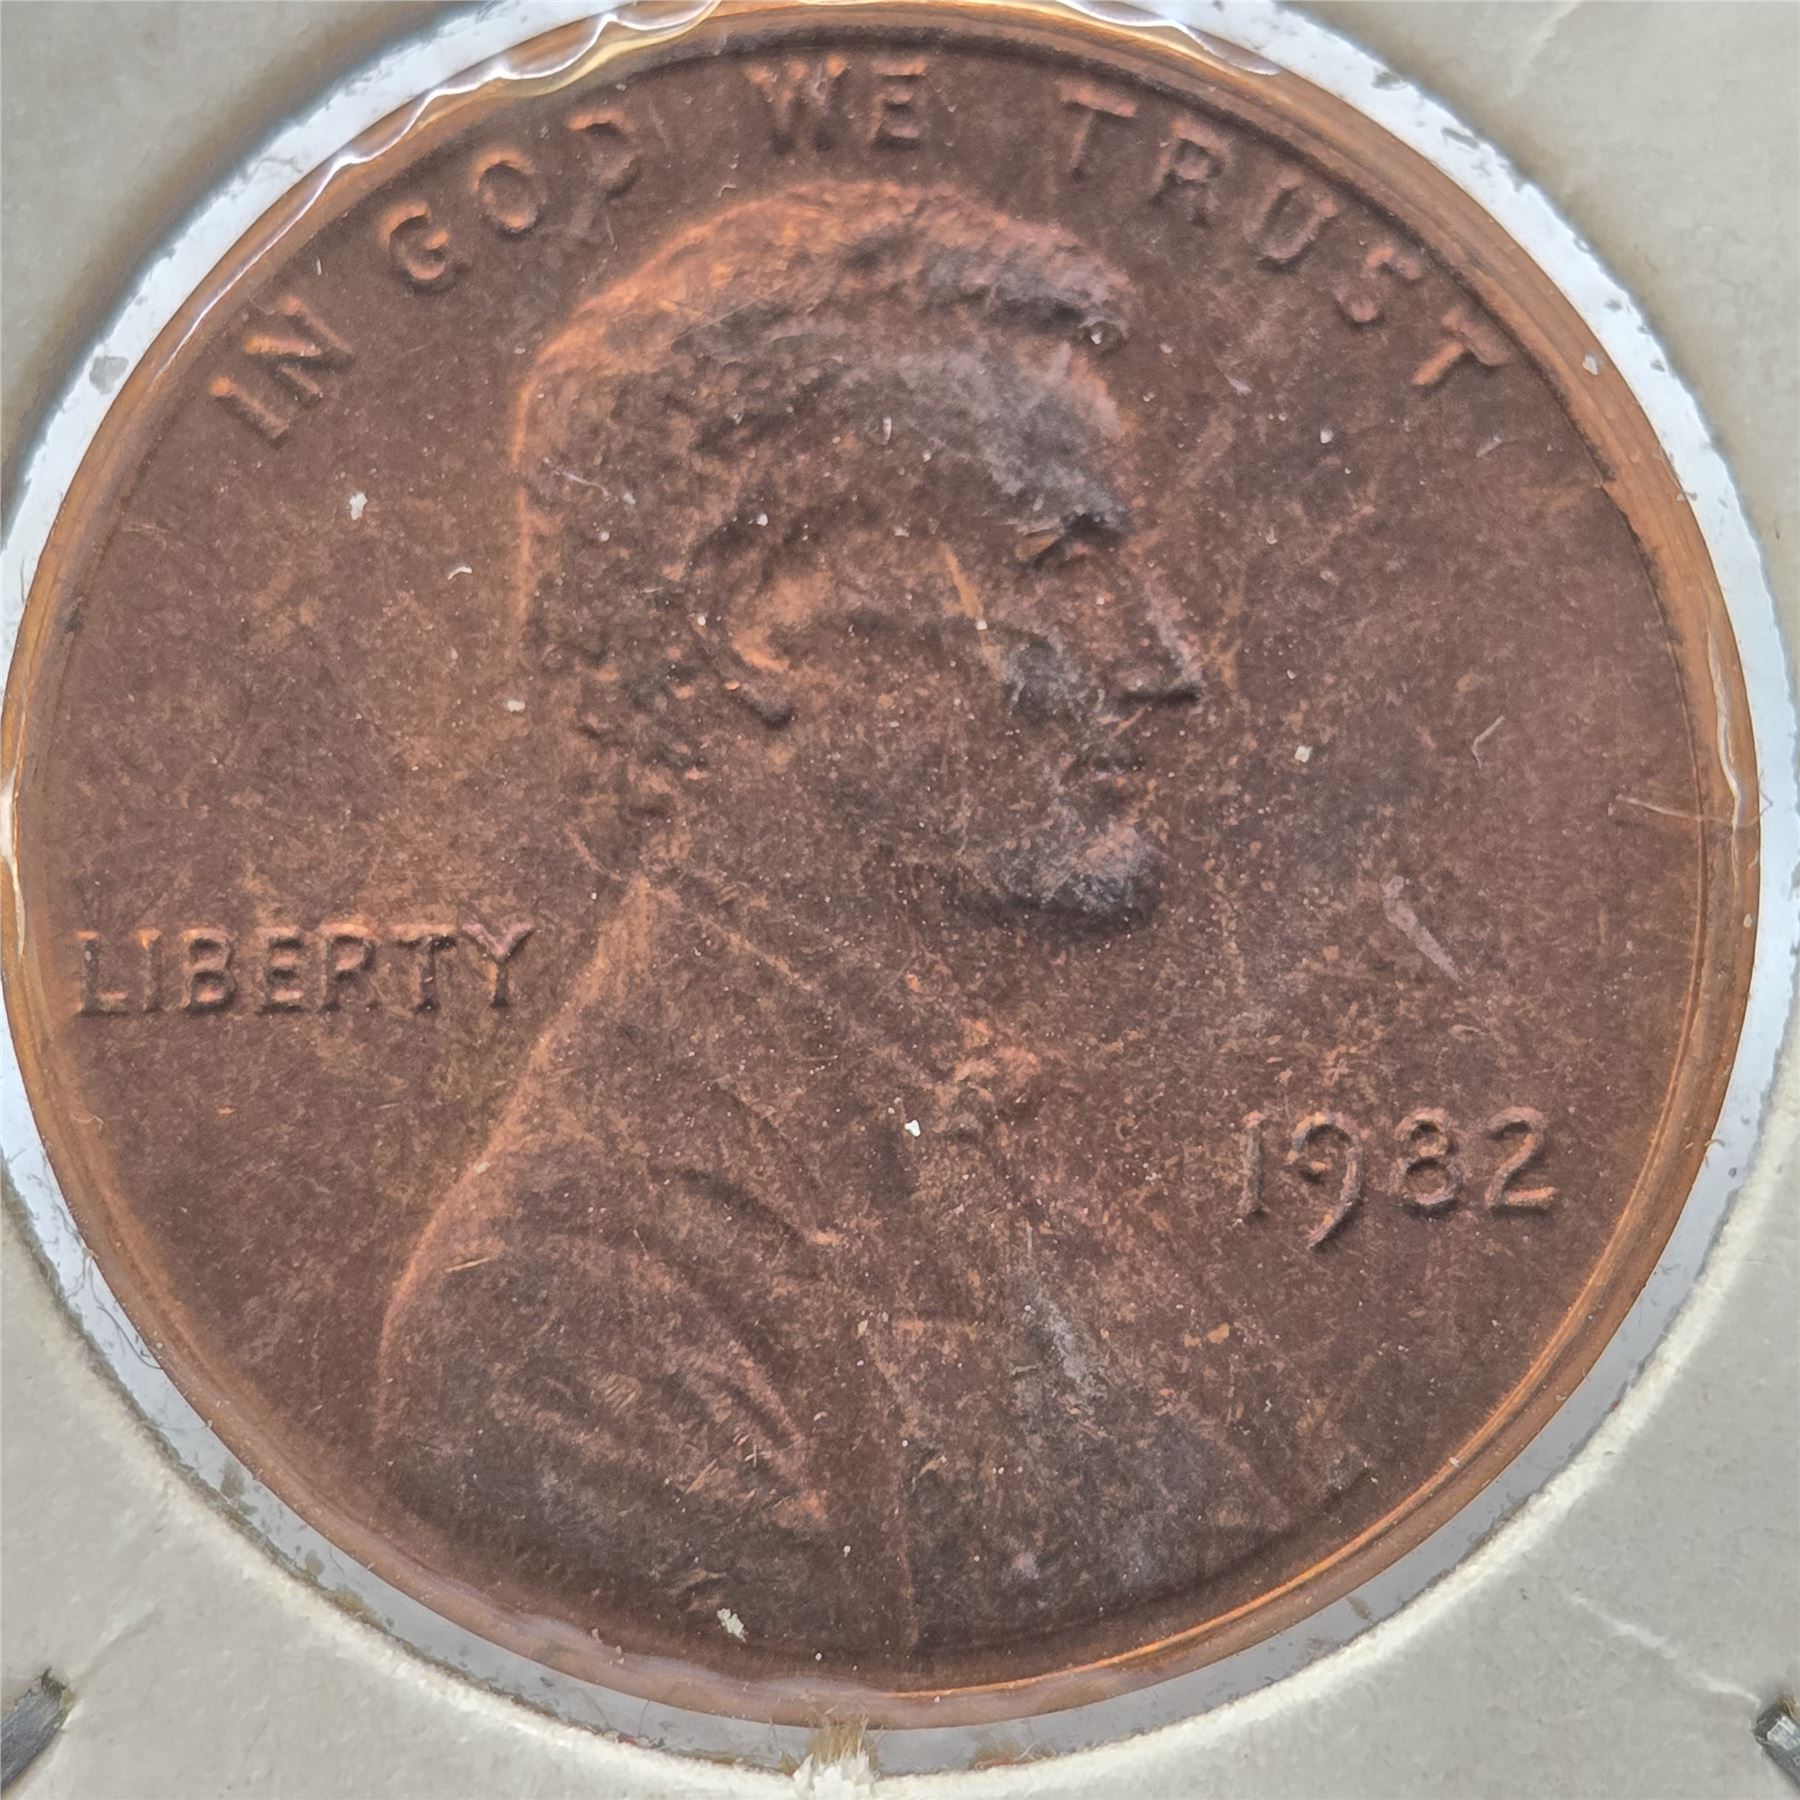 IN GOD WE TRUST
LIBERTY
1982